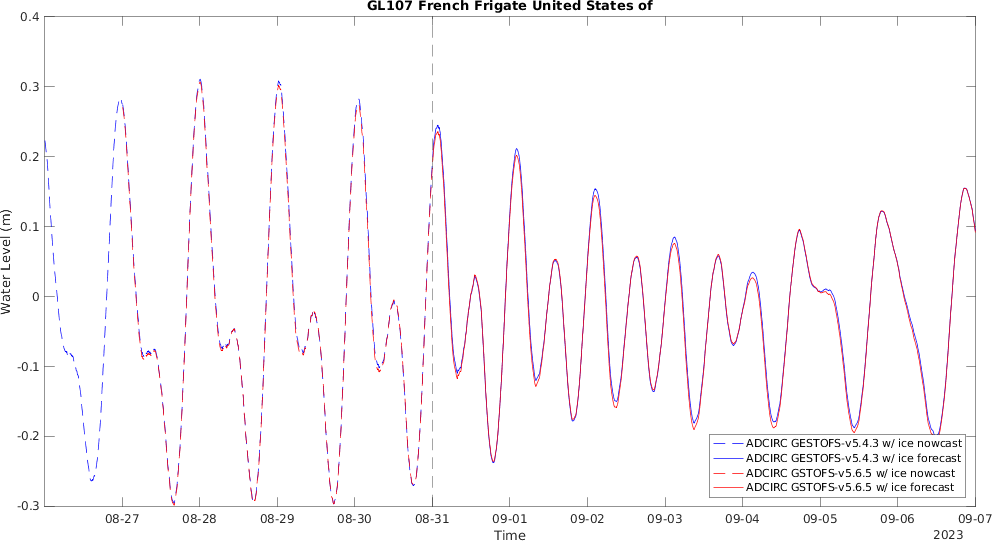 GL107 French Frigate United States of
0.4
0.3
0.2
0.1
0
-0.1
-0.2
-0.3
Water Level (m)
ADCIRC GESTOFS-v5.4.3 w/ ice nowcast
ADCIRC GESTOFS-v5.4.3 w/ ice forecast
ADCIRC GSTOFS-v5.6.5 w/ ice nowcast
ADCIRC GSTOFS-v5.6.5 w/ ice forecast
08-27 08-28 08-29 08-30 08-31 09-01 09-02 09-03 09-04 09-05 09-06 09-07
Time
2023